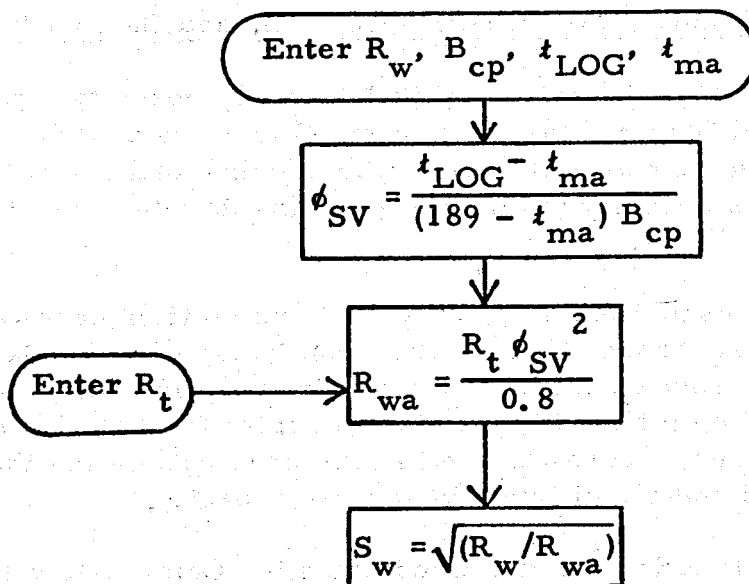 Enter R_w, B_cp, t_LOG, t_ma
ϕ_SV = (t_LOG - t_ma) / ((189 - t_ma) B_cp)
Enter R_t
R_wa = (R_t ϕ_SV^2) / 0.8
S_w = √(R_w/R_wa)